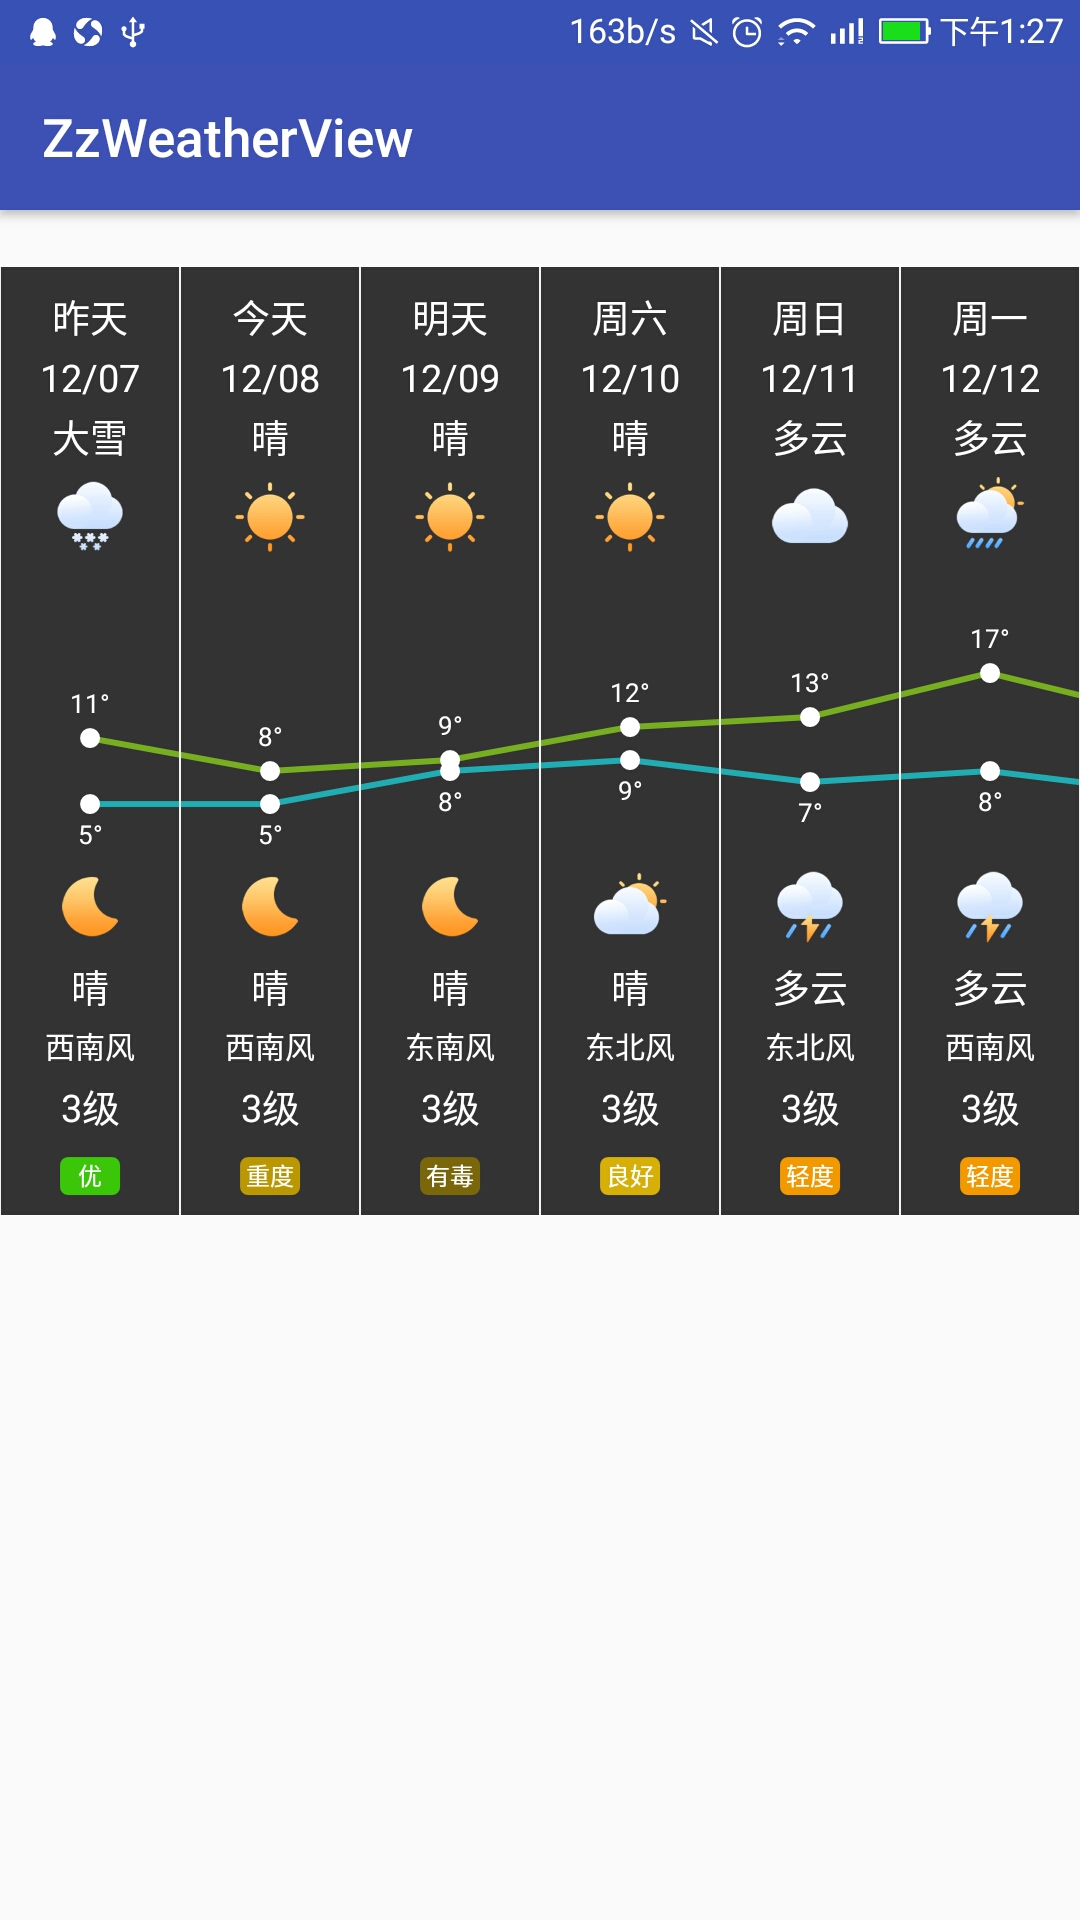 163b/s 下午1:27
ZzWeatherView
昨天 今天 明天 周六 周日 周一
12/07 12/08 12/09 12/10 12/11 12/12
大雪 晴 晴 晴 多云 多云
11° 8° 9° 12° 13° 17°
5° 5° 8° 9° 7° 8°
晴 晴 晴 晴 多云 多云
西南风 西南风 东南风 东北风 东北风 西南风
3级 3级 3级 3级 3级 3级
优 重度 有毒 良好 轻度 轻度